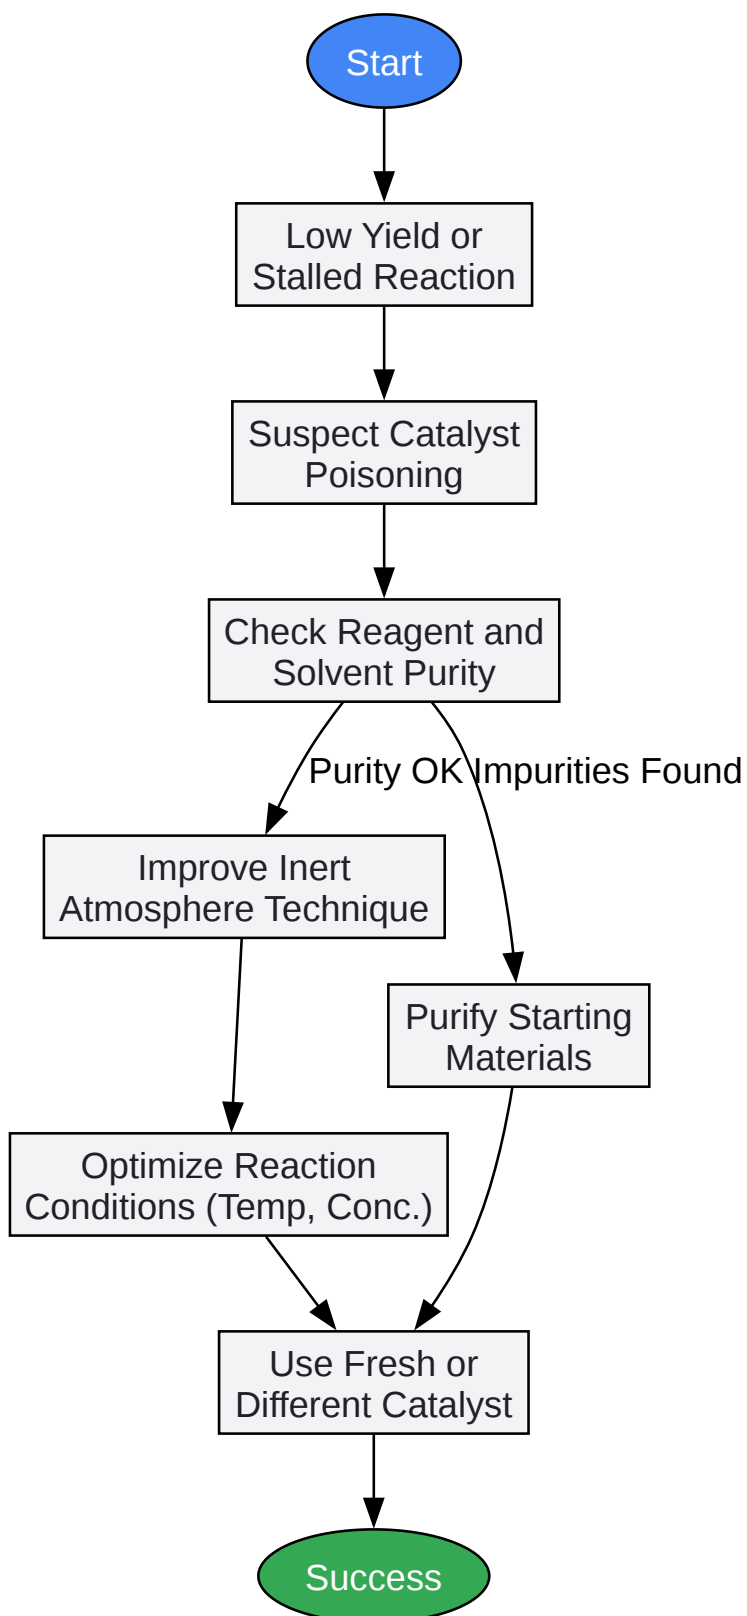 Start
Low Yield or
Stalled Reaction
Suspect Catalyst
Poisoning
Check Reagent and
Solvent Purity
Purity OK
Impurities Found
Improve Inert
Atmosphere Technique
Purify Starting
Materials
Optimize Reaction
Conditions (Temp, Conc.)
Use Fresh or
Different Catalyst
Success